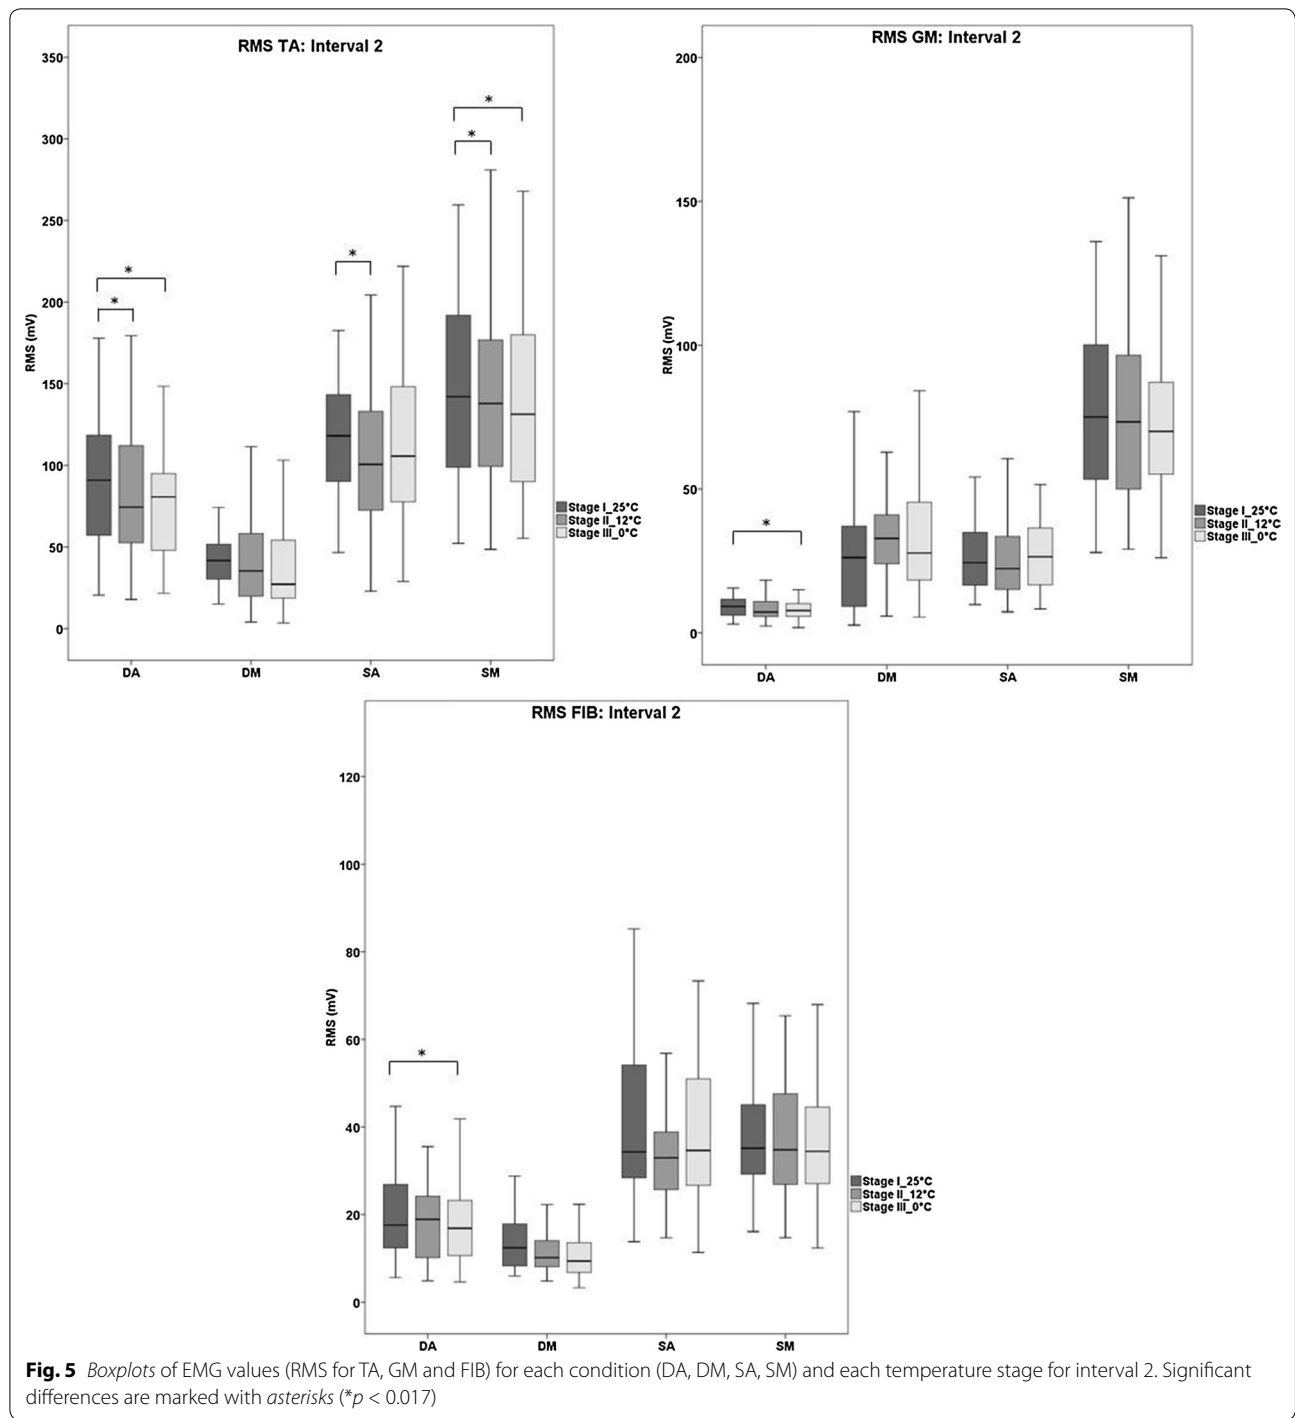 RMS TA: Interval 2
350
300
250
200
150
100
50
0
RMS (mV)
*
*
*
*
*
DA DM SA SM
Stage I_25°C
Stage II_12°C
Stage III_0°C
RMS GM: Interval 2
200
150
100
50
0
RMS (mV)
*
DA DM SA SM
Stage I_25°C
Stage II_12°C
Stage III_0°C
RMS FIB: Interval 2
120
100
80
60
40
20
0
RMS (mV)
*
DA DM SA SM
Stage I_25°C
Stage II_12°C
Stage III_0°C
Fig. 5 Boxplots of EMG values (RMS for TA, GM and FIB) for each condition (DA, DM, SA, SM) and each temperature stage for interval 2. Significant
differences are marked with asterisks (*p < 0.017)